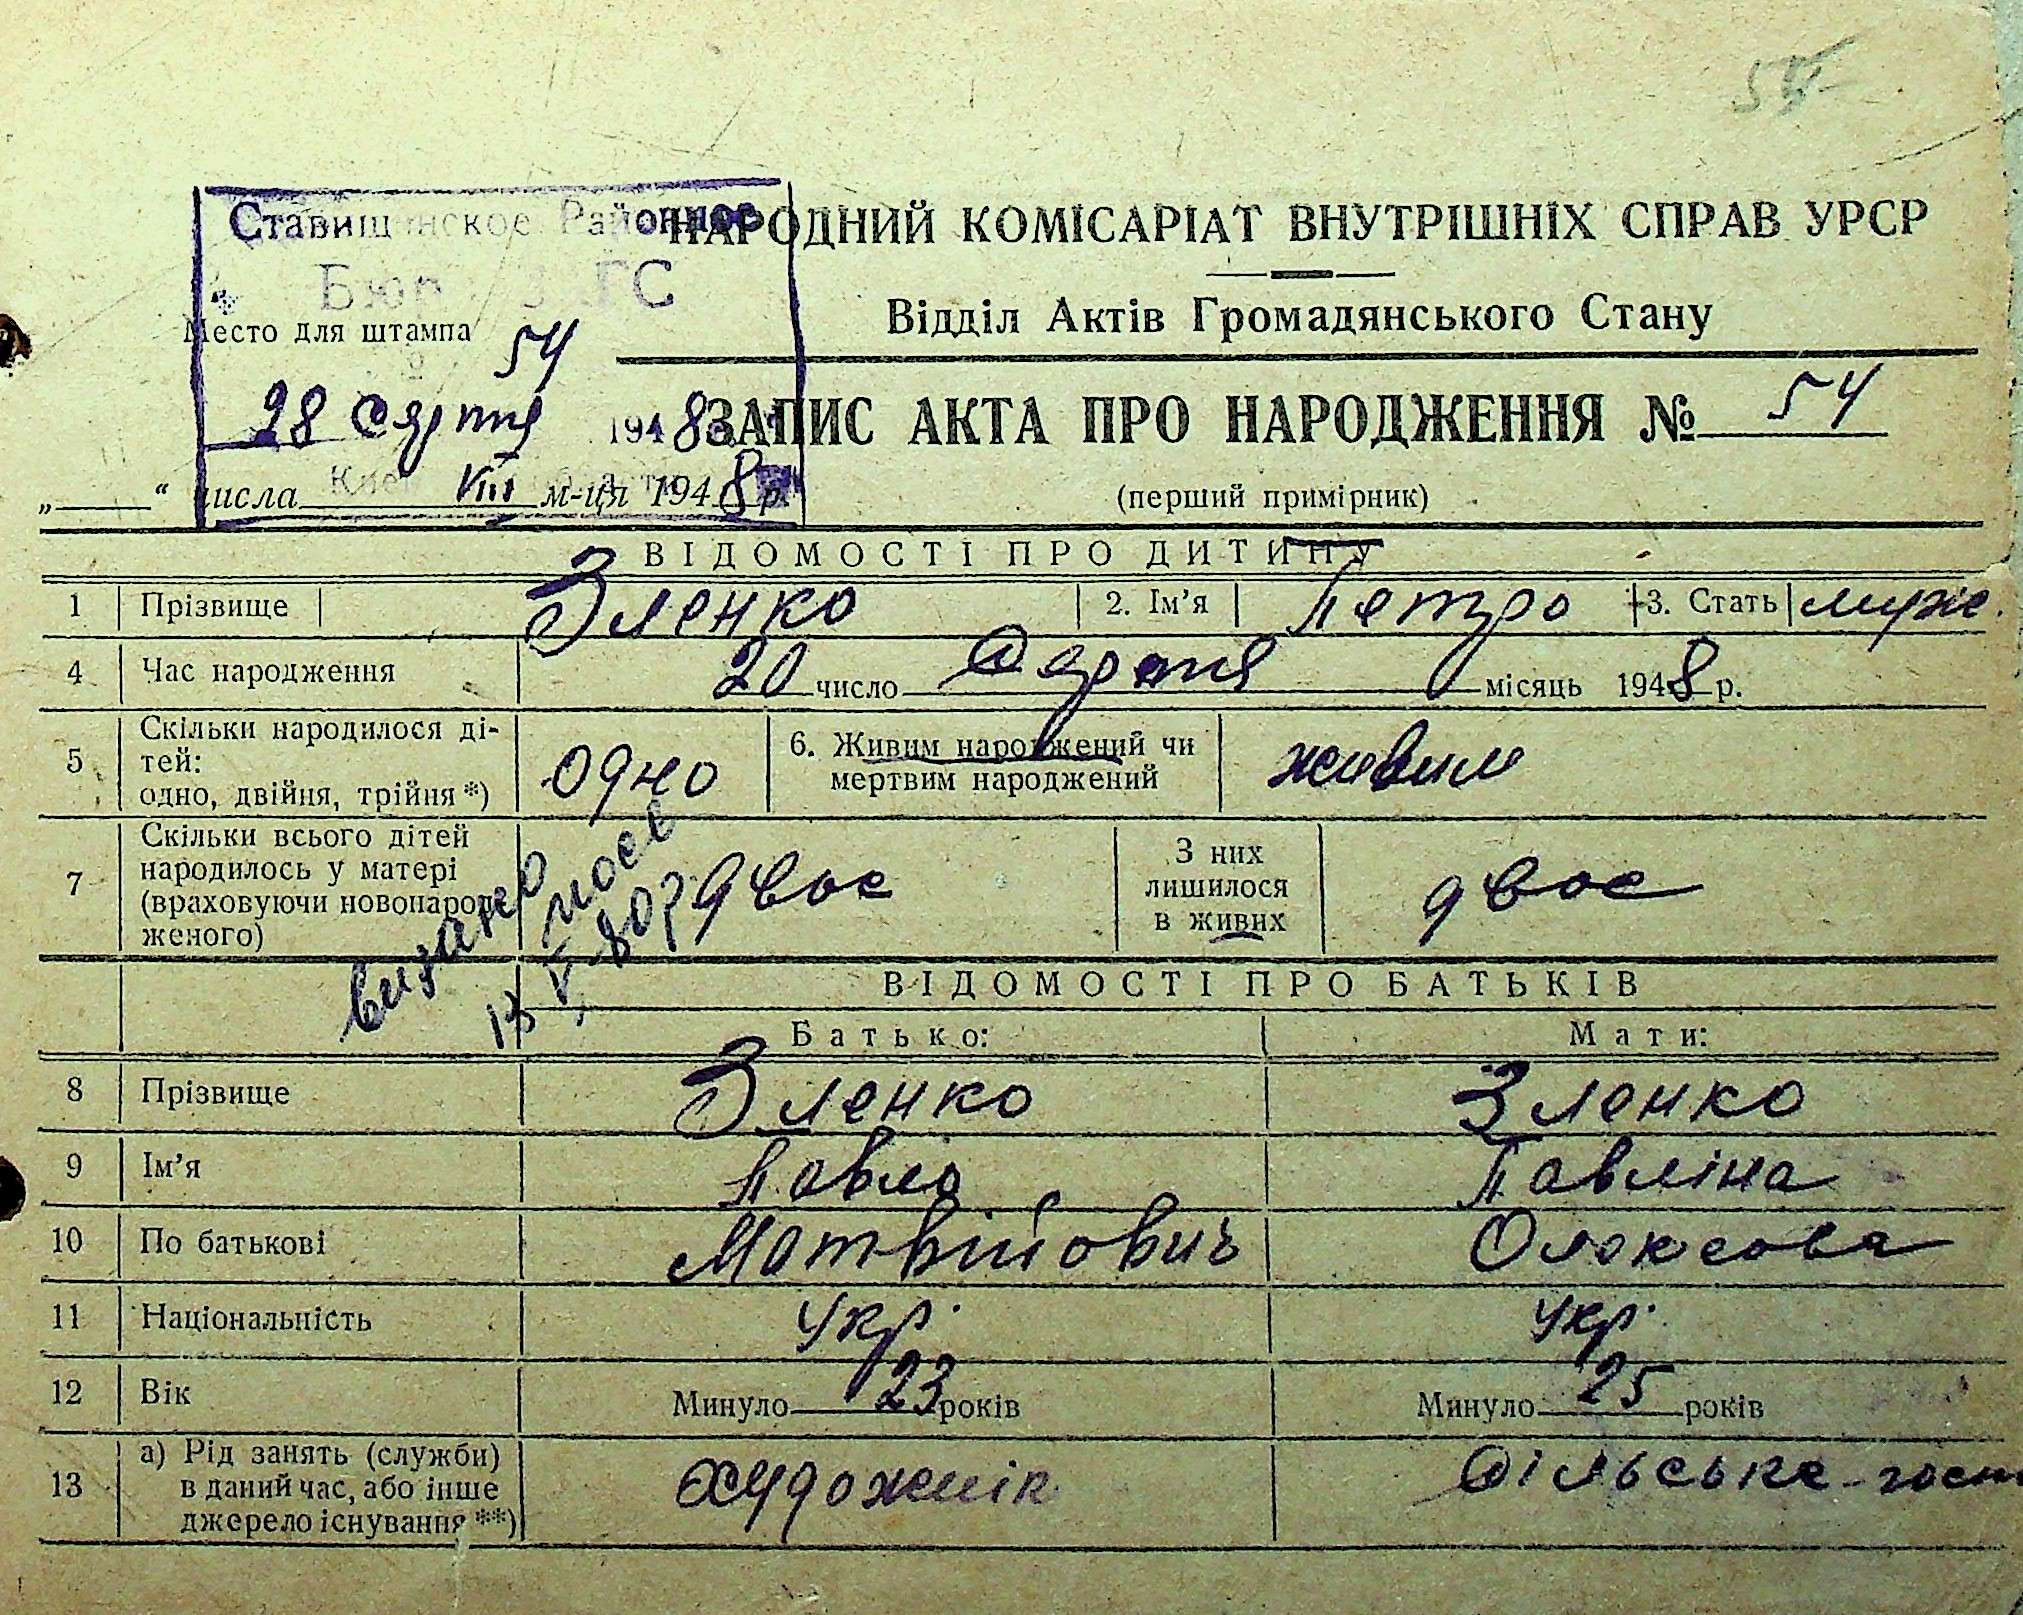 55
Ставищенское Районное
Бюро ЗАГС
Место для штампа
54
28 Серпня 1948
„ “ числа VIII м-ця 1948 р.
НАРОДНИЙ КОМІСАРІАТ ВНУТРІШНІХ СПРАВ УРСР
Відділ Актів Громадянського Стану
ЗАПИС АКТА ПРО НАРОДЖЕННЯ № 54
(перший примірник)
ВІДОМОСТІ ПРО ДИТИНУ
1 Прізвище Зленко 2. Ім’я Петро 3. Стать муж.
4 Час народження 20 число Серпня місяць 1948 р.
5 Скільки народилося дітей: одно, двійня, трійня *) одно 6. Живим народжений чи мертвим народжений живим
7 Скільки всього дітей народилось у матері (враховуючи новонародженого) двоє З них лишилося в живих двоє
видано
13 V-80р
ВІДОМОСТІ ПРО БАТЬКІВ
Батько: Мати:
8 Прізвище Зленко Зленко
9 Ім’я Павло Павліна
10 По батькові Матвійович Олексова
11 Національність Укр. Укр.
12 Вік Минуло 23 років Минуло 25 років
13 а) Рід занять (служби) в даний час, або інше джерело існування **) художнік Сільське-госп